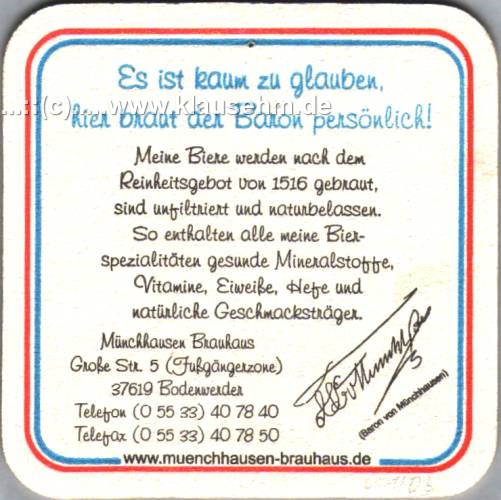 Es ist kaum zu glauben,
...::(c)::... www.klausehm.de
hier braut der Baron persönlich!
Meine Biere werden nach dem
Reinheitsgebot von 1516 gebraut,
sind unfiltriert und naturbelassen.
So enthalten alle meine Bier-
spezialitäten gesunde Mineralstoffe,
Vitamine, Eiweiße, Hefe und
natürliche Geschmacksträger.
Münchhausen Brauhaus
Große Str. 5 (Fußgängerzone)
37619 Bodenwerder
Telefon (0 55 33) 40 78 40
Telefax (0 55 33) 40 78 50
(Baron von Münchhausen)
www.muenchhausen-brauhaus.de